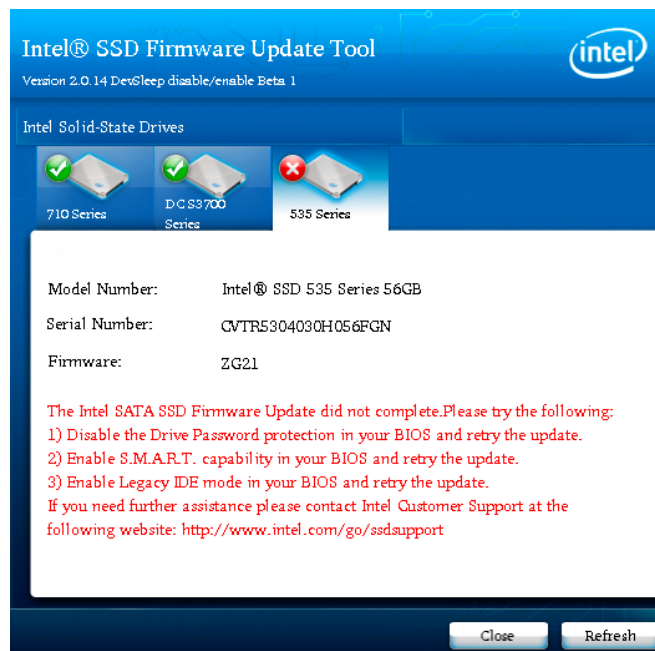 Intel® SSD Firmware Update Tool
Version 2.0.14 DevSleep disable/enable Beta 1
intel
Intel Solid-State Drives
710 Series
DC S3700
Series
535 Series
Model Number: Intel® SSD 535 Series 56GB
Serial Number: CVTR5304030H056FGN
Firmware: ZG21
The Intel SATA SSD Firmware Update did not complete.Please try the following:
1) Disable the Drive Password protection in your BIOS and retry the update.
2) Enable S.M.A.R.T. capability in your BIOS and retry the update.
3) Enable Legacy IDE mode in your BIOS and retry the update.
If you need further assistance please contact Intel Customer Support at the
following website: http://www.intel.com/go/ssdsupport
Close Refresh